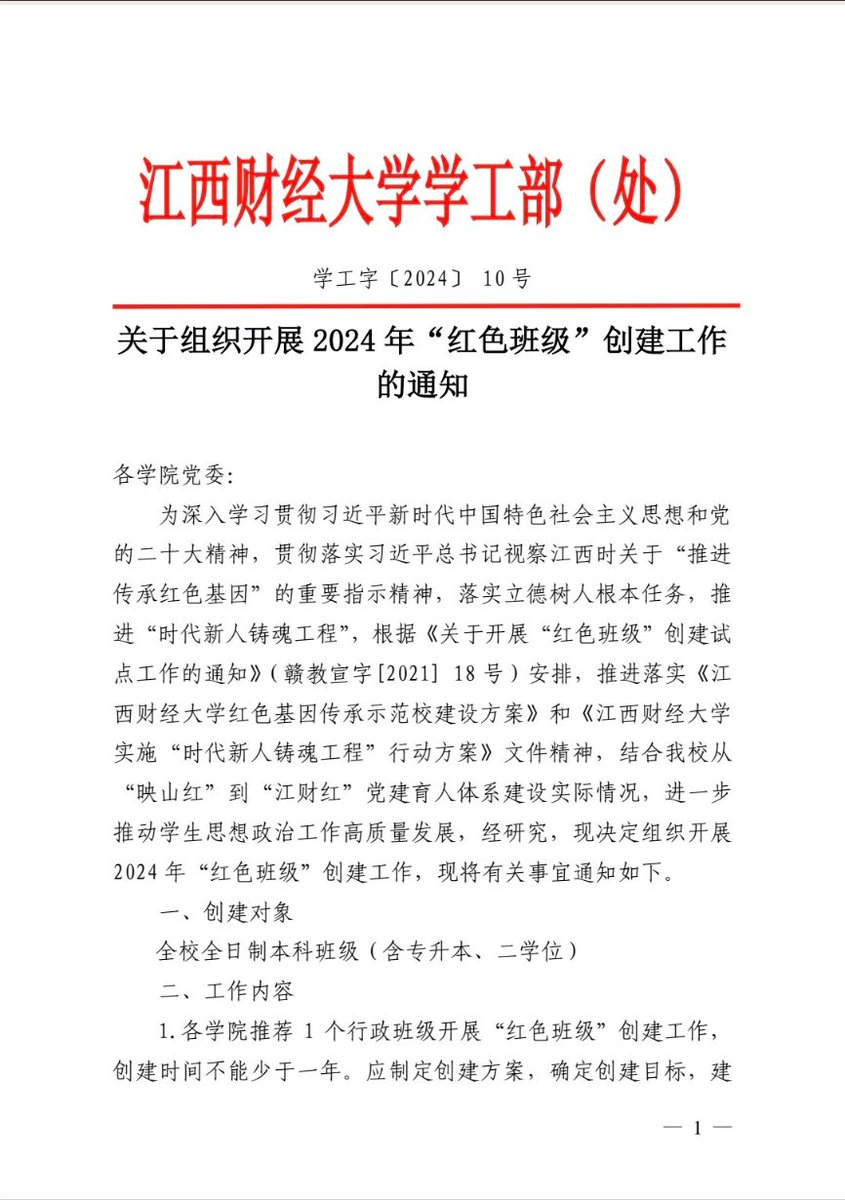 江西财经大学学工部（处）
学工字〔2024〕 10 号
关于组织开展 2024 年“红色班级”创建工作
的通知
各学院党委：
为深入学习贯彻习近平新时代中国特色社会主义思想和党
的二十大精神，贯彻落实习近平总书记视察江西时关于“推进
传承红色基因”的重要指示精神，落实立德树人根本任务，推
进“时代新人铸魂工程”，根据《关于开展“红色班级”创建试
点工作的通知》（赣教宣字[2021] 18 号）安排，推进落实《江
西财经大学红色基因传承示范校建设方案》和《江西财经大学
实施“时代新人铸魂工程”行动方案》文件精神，结合我校从
“映山红”到“江财红”党建育人体系建设实际情况，进一步
推动学生思想政治工作高质量发展，经研究，现决定组织开展
2024 年“红色班级”创建工作，现将有关事宜通知如下。
一、创建对象
全校全日制本科班级（含专升本、二学位）
二、工作内容
1.各学院推荐 1 个行政班级开展“红色班级”创建工作，
创建时间不能少于一年。应制定创建方案，确定创建目标，建
— 1 —